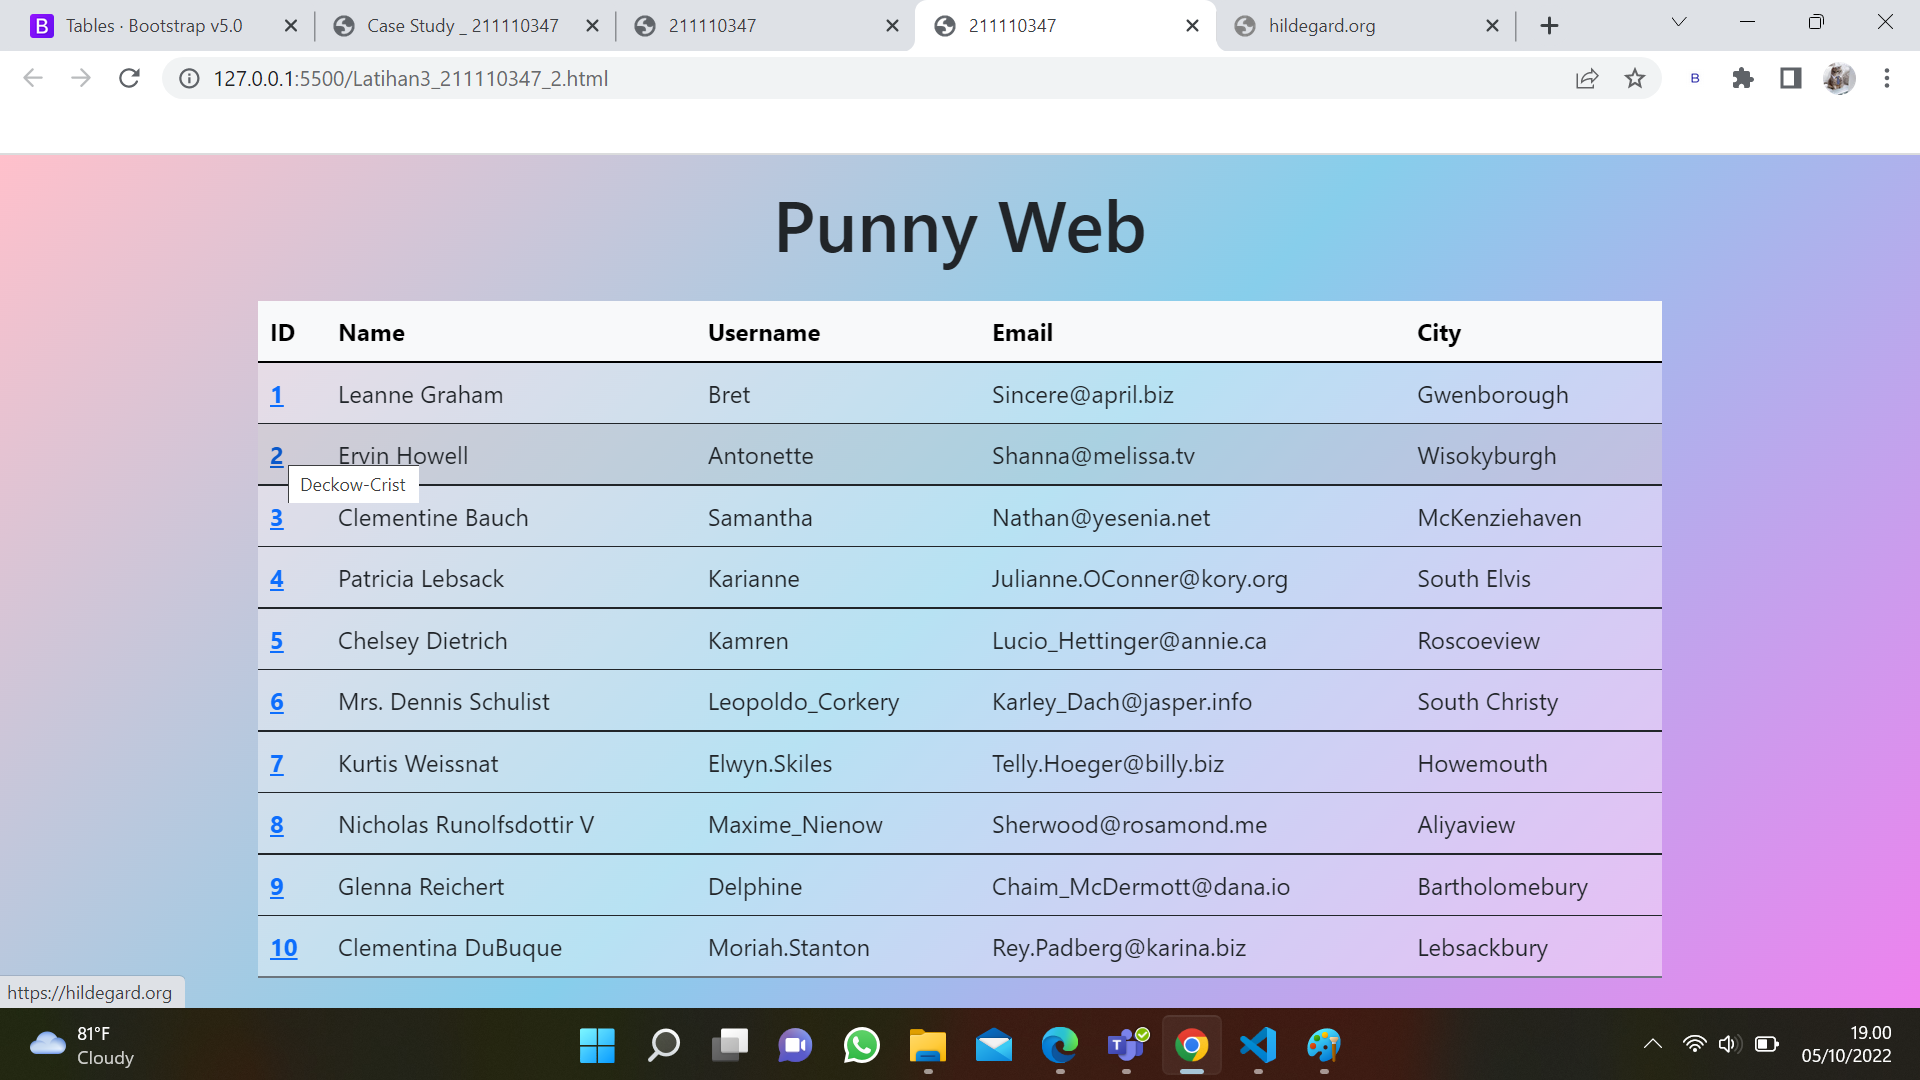 Tables · Bootstrap v5.0
Case Study _ 211110347
211110347
211110347
hildegard.org
127.0.0.1:5500/Latihan3_211110347_2.html
B
Punny Web
ID Name Username Email City
1 Leanne Graham Bret Sincere@april.biz Gwenborough
2 Ervin Howell Antonette Shanna@melissa.tv Wisokyburgh
Deckow-Crist
3 Clementine Bauch Samantha Nathan@yesenia.net McKenziehaven
4 Patricia Lebsack Karianne Julianne.OConner@kory.org South Elvis
5 Chelsey Dietrich Kamren Lucio_Hettinger@annie.ca Roscoeview
6 Mrs. Dennis Schulist Leopoldo_Corkery Karley_Dach@jasper.info South Christy
7 Kurtis Weissnat Elwyn.Skiles Telly.Hoeger@billy.biz Howemouth
8 Nicholas Runolfsdottir V Maxime_Nienow Sherwood@rosamond.me Aliyaview
9 Glenna Reichert Delphine Chaim_McDermott@dana.io Bartholomebury
10 Clementina DuBuque Moriah.Stanton Rey.Padberg@karina.biz Lebsackbury
https://hildegard.org
81°F
Cloudy
19.00
05/10/2022